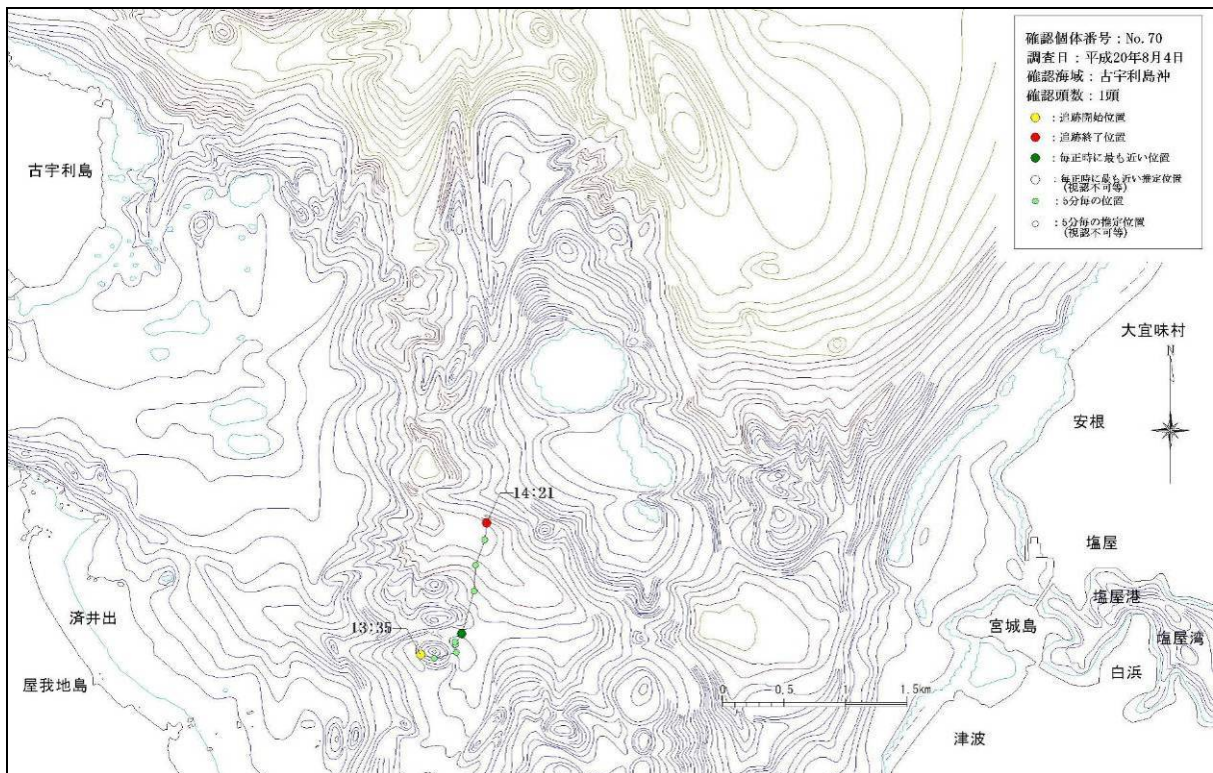 確認個体番号：No.70
調査日：平成20年8月4日
確認海域：古宇利島沖
確認頭数：1頭
：追跡開始位置
：追跡終了位置
：毎正時に最も近い位置
：毎正時に最も近い推定位置
(視認不可等)
：5分毎の位置
：5分毎の推定位置
(視認不可等)
古宇利島
大宜味村
N
安根
14:21
塩屋
済井出
13:35
塩屋港
宮城島
塩屋湾
白浜
屋我地島
0 0.5 1 1.5km
津波